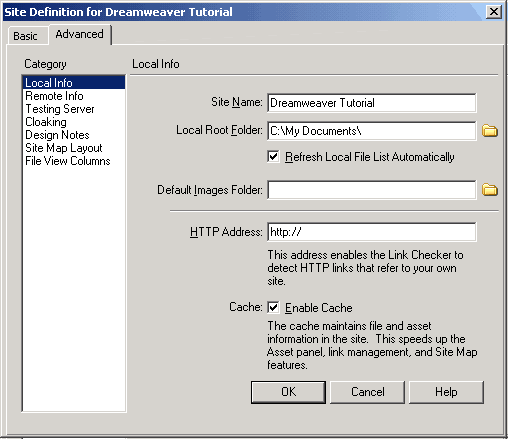 Site Definition for Dreamweaver Tutorial
Basic
Advanced
Category
Local Info
Local Info
Remote Info
Testing Server
Cloaking
Design Notes
Site Map Layout
File View Columns
Site Name: Dreamweaver Tutorial
Local Root Folder: C:\My Documents\
Refresh Local File List Automatically
Default Images Folder:
HTTP Address: http://
This address enables the Link Checker to
detect HTTP links that refer to your own
site.
Cache: Enable Cache
The cache maintains file and asset
information in the site. This speeds up the
Asset panel, link management, and Site Map
features.
OK
Cancel
Help